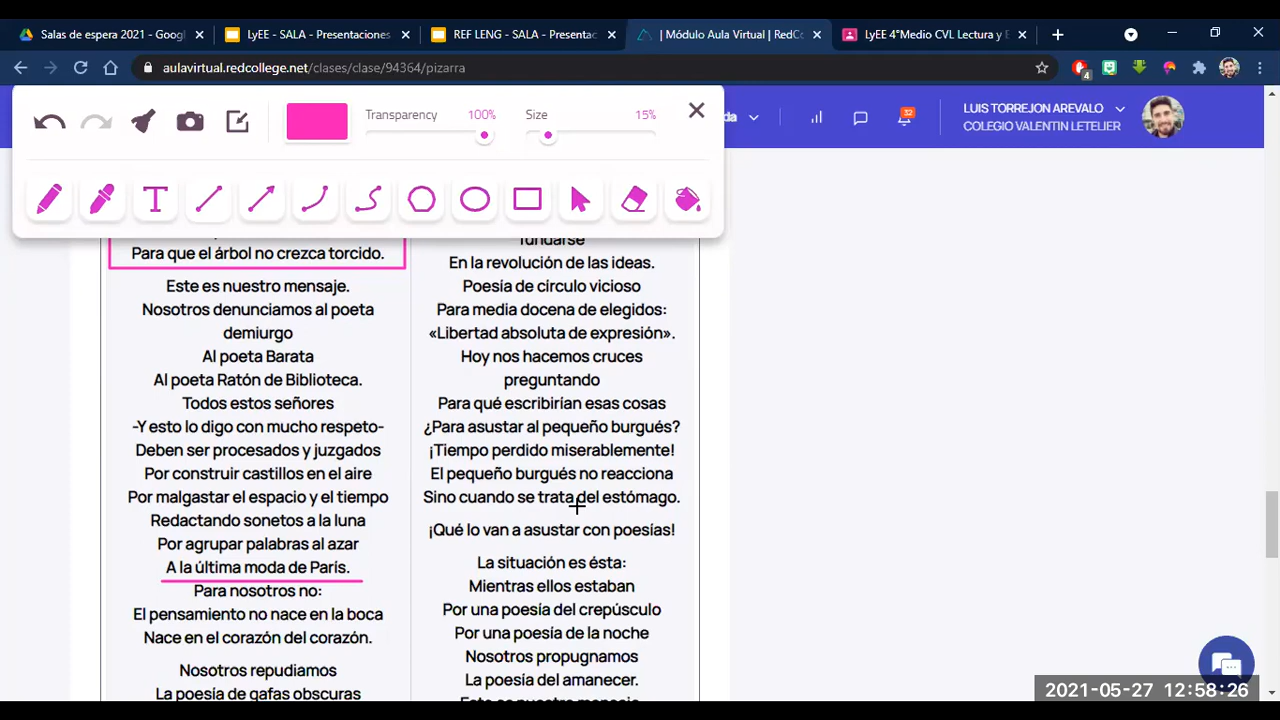 Salas de espera 2021 - Googl
LyEE - SALA - Presentaciones
REF LENG - SALA - Presentac
| Módulo Aula Virtual | RedCo
LyEE 4°Medio CVL Lectura y E
aulavirtual.redcollege.net/clases/clase/94364/pizarra
4
Transparency 100%
Size 15%
da
32
LUIS TORREJON AREVALO
COLEGIO VALENTIN LETELIER
T
Para que el árbol no crezca torcido.
Este es nuestro mensaje.
Nosotros denunciamos al poeta
demiurgo
Al poeta Barata
Al poeta Ratón de Biblioteca.
Todos estos señores
-Y esto lo digo con mucho respeto-
Deben ser procesados y juzgados
Por construir castillos en el aire
Por malgastar el espacio y el tiempo
Redactando sonetos a la luna
Por agrupar palabras al azar
A la última moda de París.
Para nosotros no:
El pensamiento no nace en la boca
Nace en el corazón del corazón.
Nosotros repudiamos
La poesía de gafas obscuras
fundarse
En la revolución de las ideas.
Poesía de círculo vicioso
Para media docena de elegidos:
«Libertad absoluta de expresión».
Hoy nos hacemos cruces
preguntando
Para qué escribirían esas cosas
¿Para asustar al pequeño burgués?
¡Tiempo perdido miserablemente!
El pequeño burgués no reacciona
Sino cuando se trata del estómago.
¡Qué lo van a asustar con poesías!
La situación es ésta:
Mientras ellos estaban
Por una poesía del crepúsculo
Por una poesía de la noche
Nosotros propugnamos
La poesía del amanecer.
Este es nuestro mensaje
2021-05-27 12:58:26